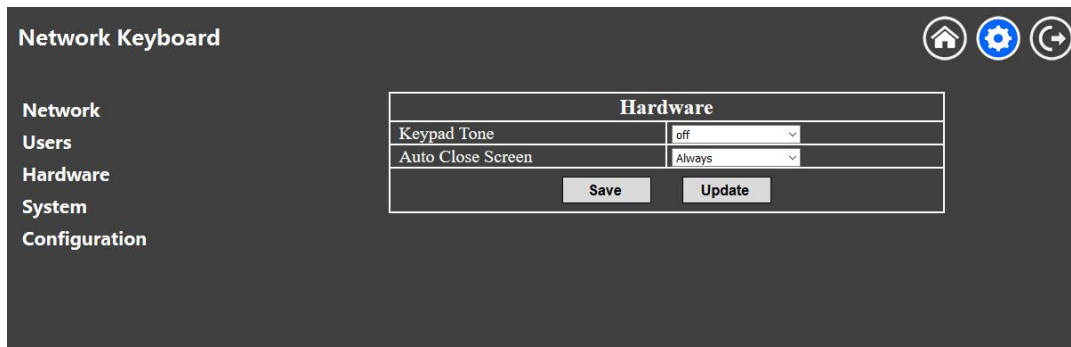 Network Keyboard
Network
Users
Hardware
System
Configuration
Hardware
Keypad Tone off
Auto Close Screen Always
Save Update